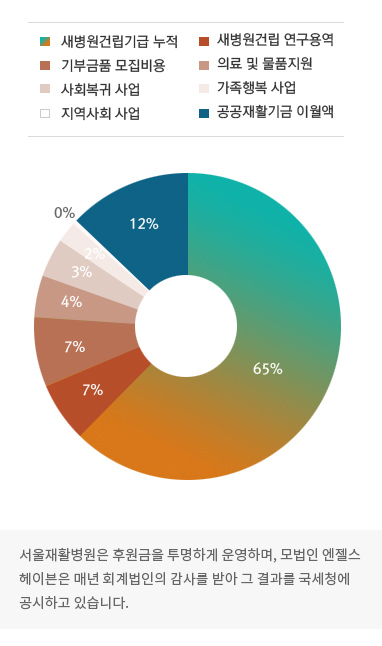 새병원건립기금 누적 새병원건립 연구용역
기부금품 모집비용 의료 및 물품지원
사회복귀 사업 가족행복 사업
지역사회 사업 공공재활기금 이월액
0%
12%
2%
3%
4%
7%
65%
7%
서울재활병원은 후원금을 투명하게 운영하며, 모법인 엔젤스
헤이븐은 매년 회계법인의 감사를 받아 그 결과를 국세청에
공시하고 있습니다.